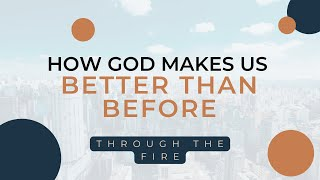 HOW GOD MAKES US
BETTER THAN
BEFORE
THROUGH THE
FIRE